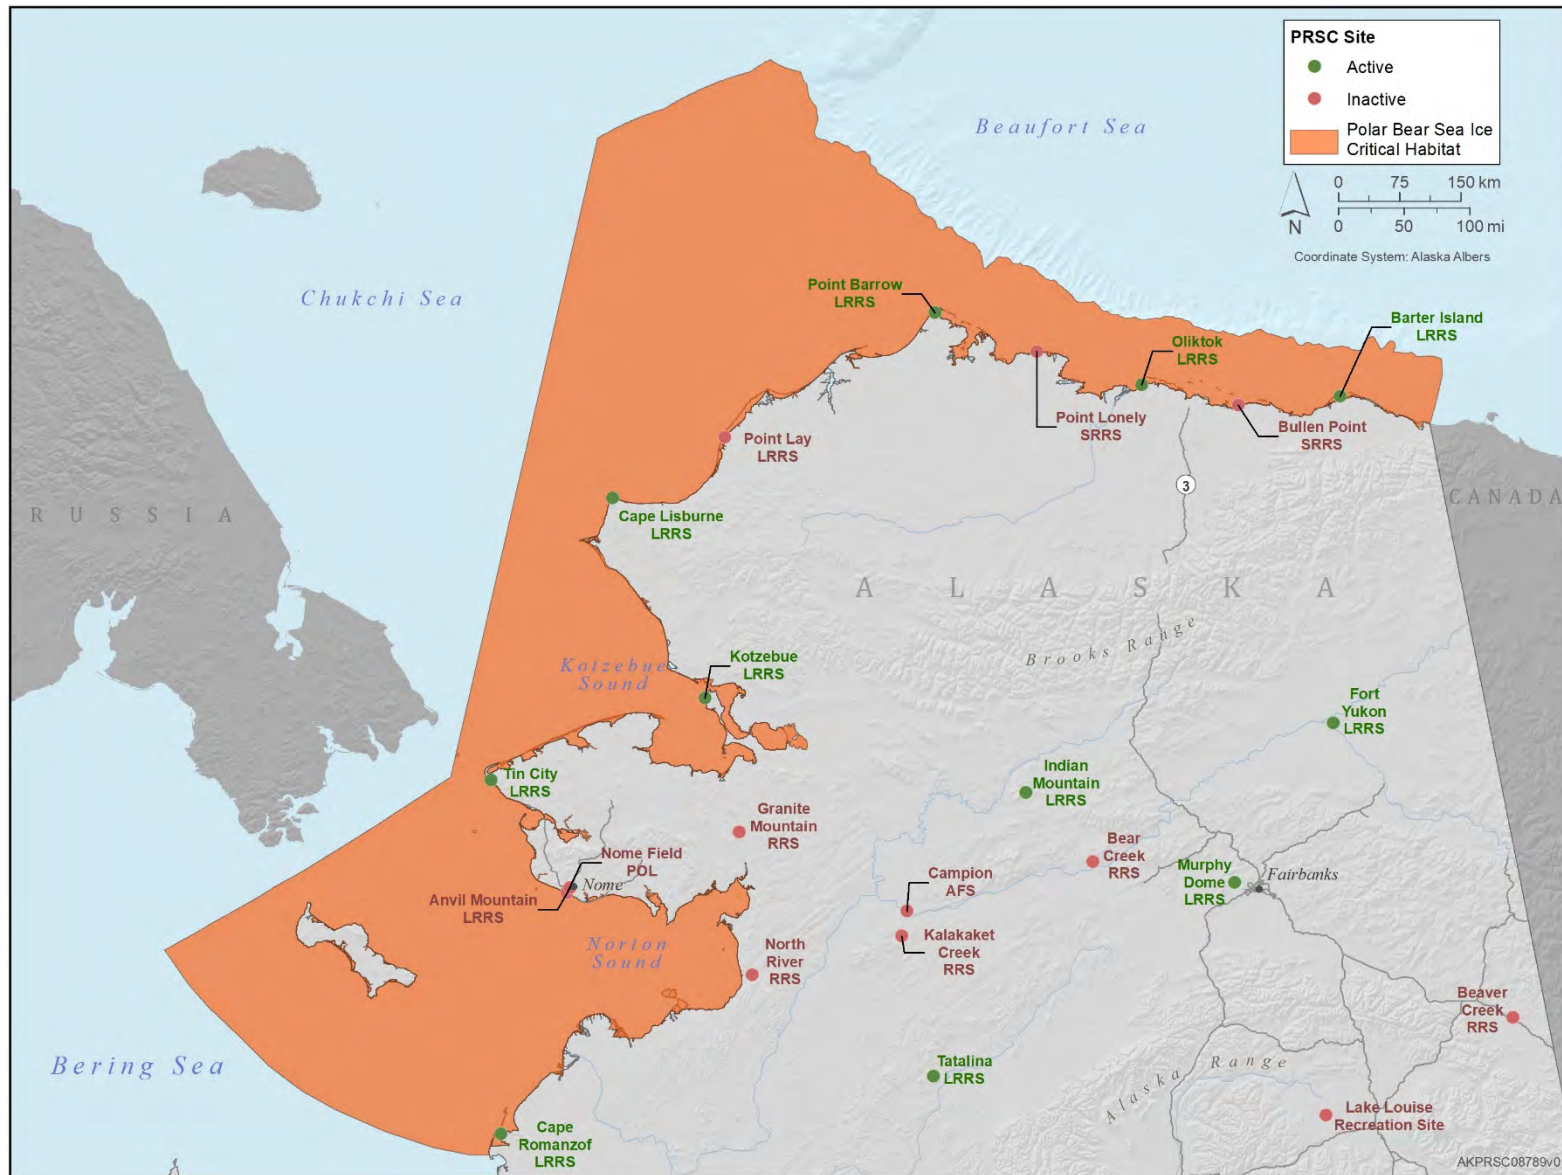 PRSC Site
Active
Inactive
Polar Bear Sea Ice
Critical Habitat
0 75 150 km
N
0 50 100 mi
Coordinate System: Alaska Albers
Beaufort Sea
Chukchi Sea
Point Barrow
LRRS
Barter Island
LRRS
Oliktok
LRRS
Point Lonely
SRRS
Bullen Point
SRRS
Point Lay
LRRS
3
CANADA
RUSSIA
Cape Lisburne
LRRS
ALASKA
Brooks Range
Kotzebue
Sound
Kotzebue
LRRS
Fort
Yukon
LRRS
Tin City
LRRS
Indian
Mountain
LRRS
Granite
Mountain
RRS
Nome Field
POL
Nome
Anvil Mountain
LRRS
Bear
Creek
RRS
Murphy
Dome
LRRS
Fairbanks
Campion
AFS
Kalakaket
Creek
RRS
Norton
Sound
North
River
RRS
Beaver
Creek
RRS
Bering Sea
Tatalina
LRRS
Alaska Range
Lake Louise
Recreation Site
Cape
Romanzof
LRRS
AKPRSC08789v0